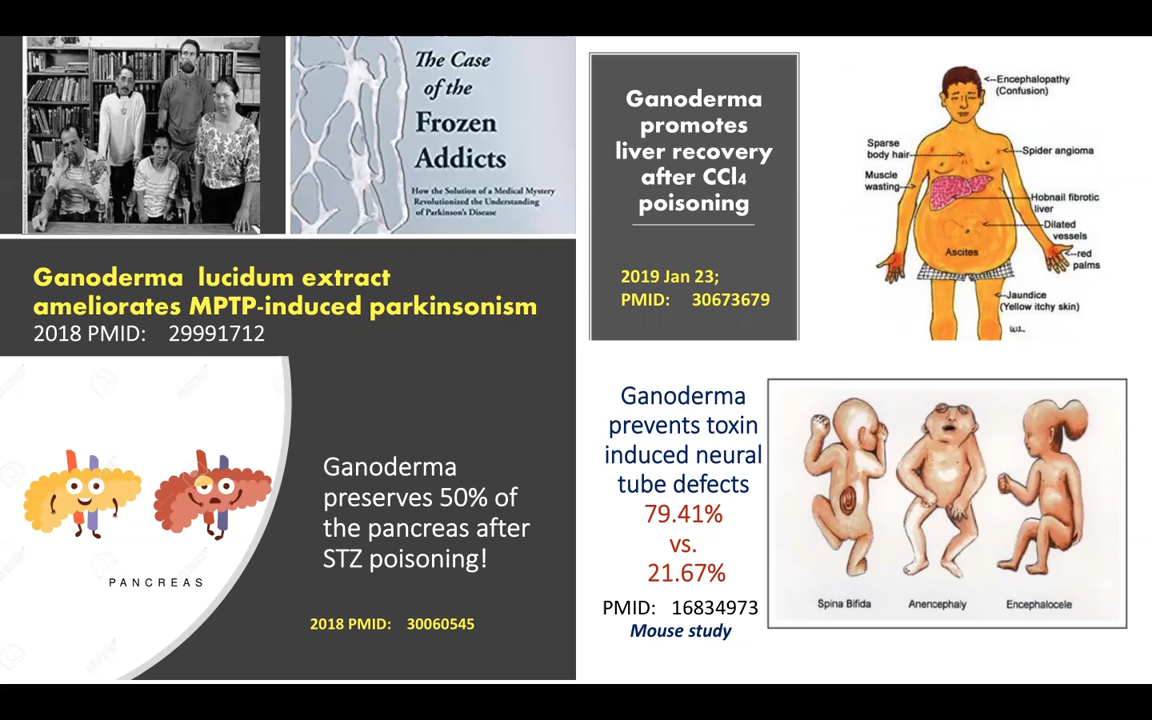 The Case
of the
Frozen
Addicts
How the Solution of a Medical Mystery
Revolutionized the Understanding
of Parkinson's Disease
Ganoderma lucidum extract
ameliorates MPTP-induced parkinsonism
2018 PMID: 29991712
PANCREAS
Ganoderma
preserves 50% of
the pancreas after
STZ poisoning!
2018 PMID: 30060545
Ganoderma
promotes
liver recovery
after CCl4
poisoning
2019 Jan 23;
PMID: 30673679
Encephalopathy
(Confusion)
Sparse
body hair
Spider angioma
Muscle
wasting
Hobnail fibrotic
liver
Dilated
vessels
Ascites
red
palms
Jaundice
(Yellow itchy skin)
Ganoderma
prevents toxin
induced neural
tube defects
79.41%
vs.
21.67%
PMID: 16834973
Mouse study
Spina Bifida
Anencephaly
Encephalocele